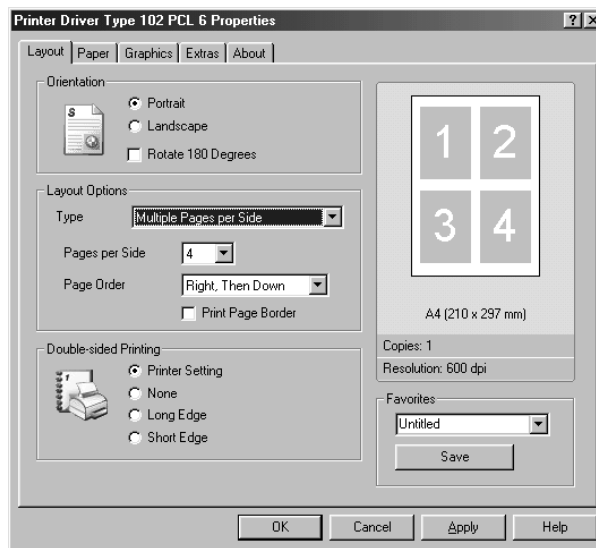 Printer Driver Type 102 PCL 6 Properties
? x
Layout Paper Graphics Extras About
Orientation
S
Portrait
Landscape
Rotate 180 Degrees
Layout Options
Type Multiple Pages per Side
Pages per Side 4
Page Order Right, Then Down
Print Page Border
Double-sided Printing
1
Printer Setting
None
Long Edge
Short Edge
1 2
3 4
A4 (210 x 297 mm)
Copies: 1
Resolution: 600 dpi
Favorites
Untitled
Save
OK Cancel Apply Help